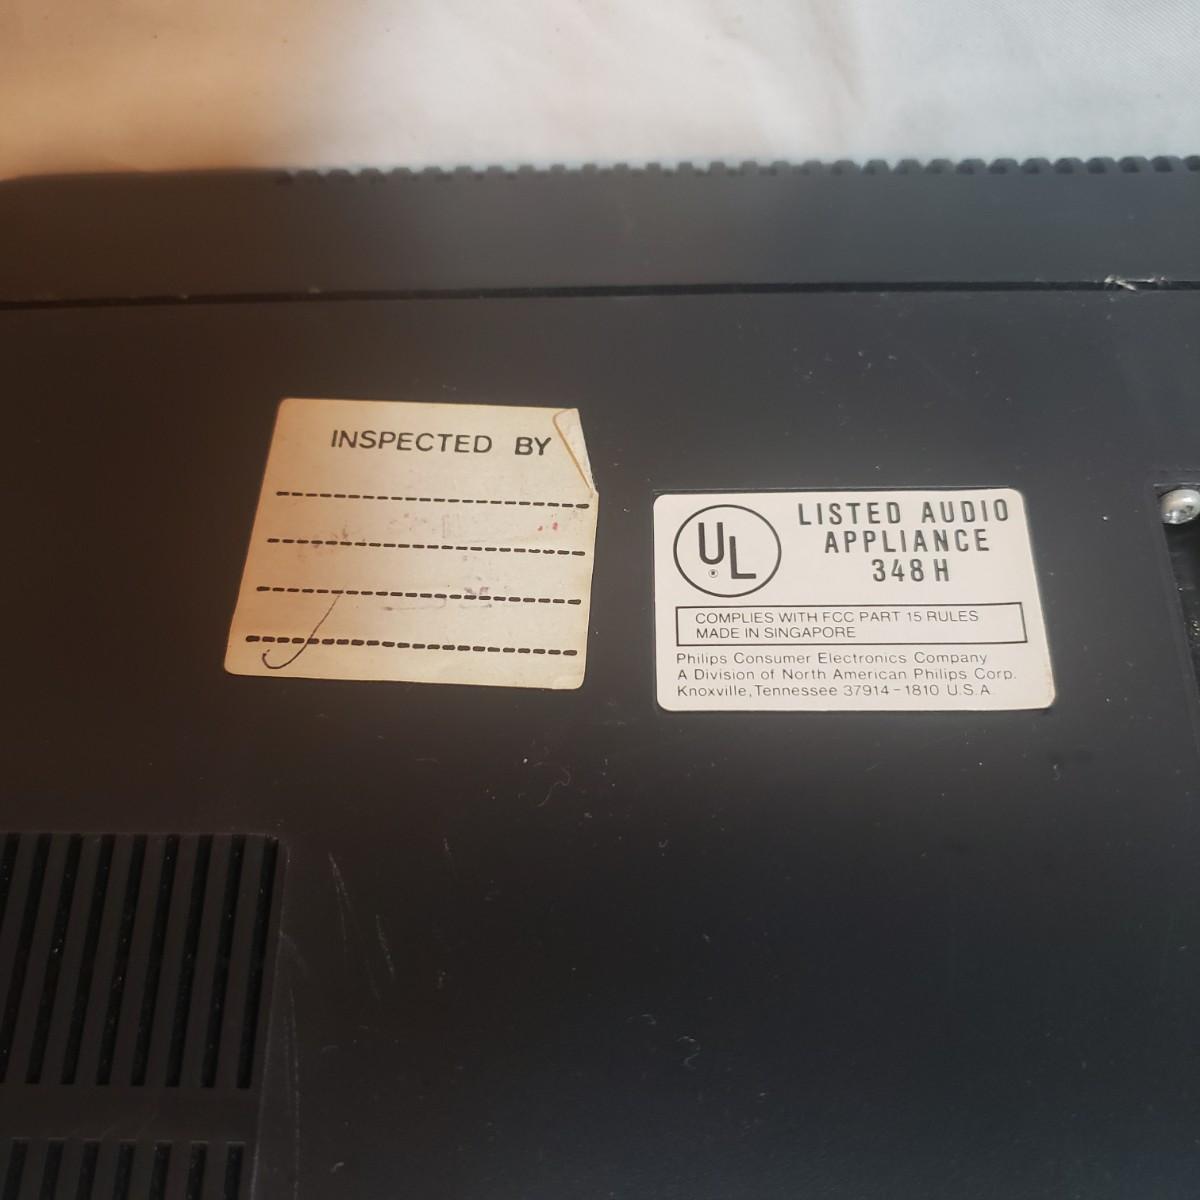 INSPECTED BY
UL
®
LISTED AUDIO
APPLIANCE
348 H
COMPLIES WITH FCC PART 15 RULES
MADE IN SINGAPORE
Philips Consumer Electronics Company
A Division of North American Philips Corp.
Knoxville, Tennessee 37914-1810 U.S.A.